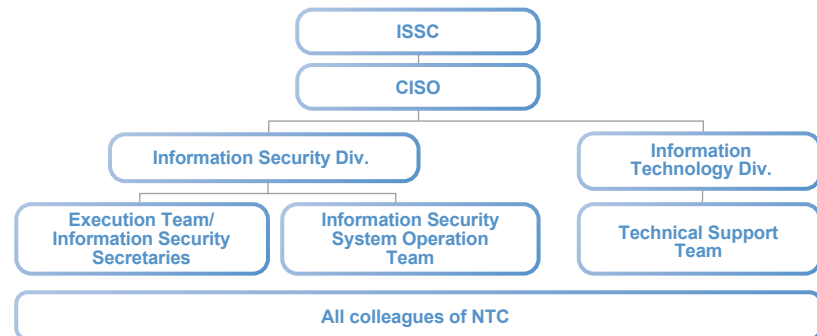 ISSC
CISO
Information Security Div.
Information
Technology Div.
Execution Team/
Information Security
Secretaries
Information Security
System Operation
Team
Technical Support
Team
All colleagues of NTC